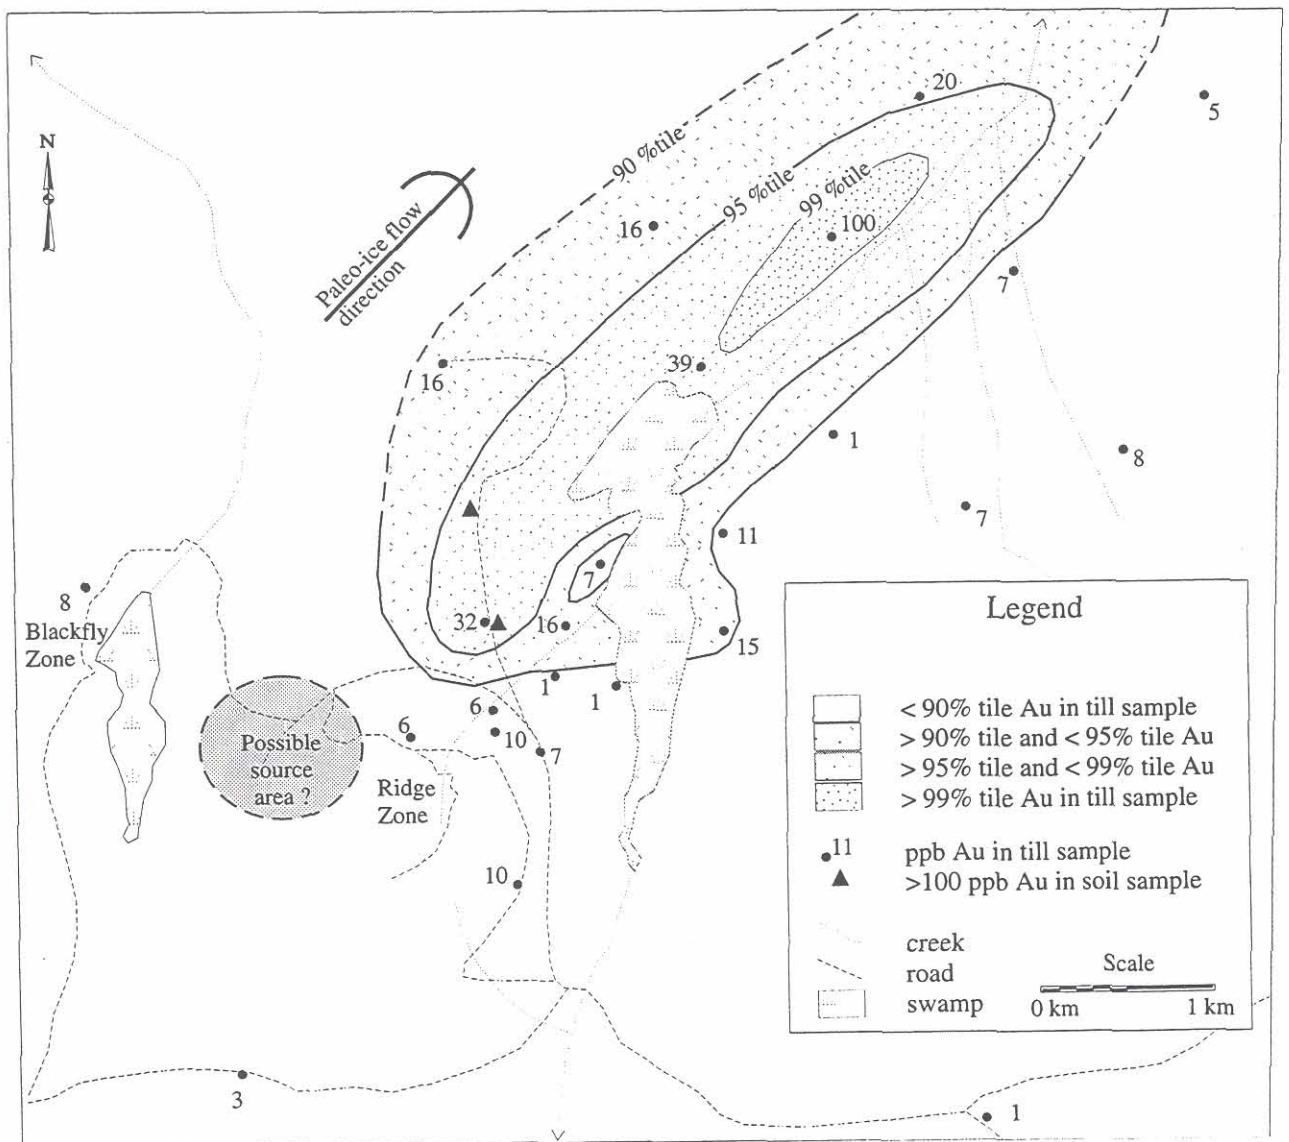 20
5
N
90 %tile
Paleo-ice flow
direction
95 %tile
99 %tile
16
100
7
16
39
1
8
7
11
8
Blackfly
Zone
7
32
16
15
1
1
6
6
10
7
Possible
source
area ?
Ridge
Zone
10
3
1
Legend
< 90% tile Au in till sample
> 90% tile and < 95% tile Au
> 95% tile and < 99% tile Au
> 99% tile Au in till sample
11 ppb Au in till sample
>100 ppb Au in soil sample
creek
road
swamp
Scale
0 km 1 km